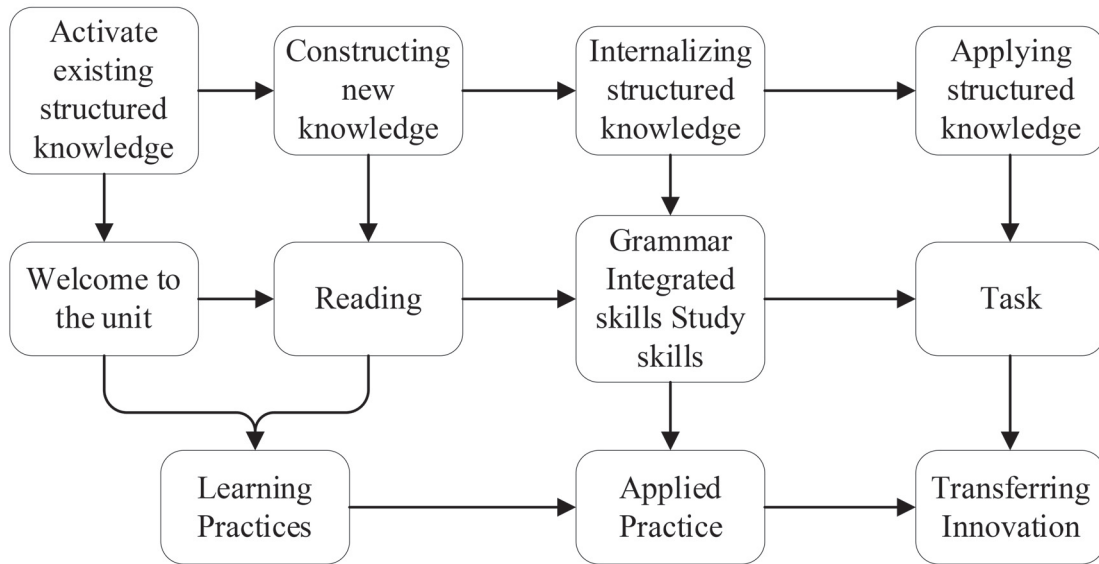 Activate
existing
structured
knowledge
Constructing
new
knowledge
Internalizing
structured
knowledge
Applying
structured
knowledge
Welcome to
the unit
Reading
Grammar
Integrated
skills Study
skills
Task
Learning
Practices
Applied
Practice
Transferring
Innovation